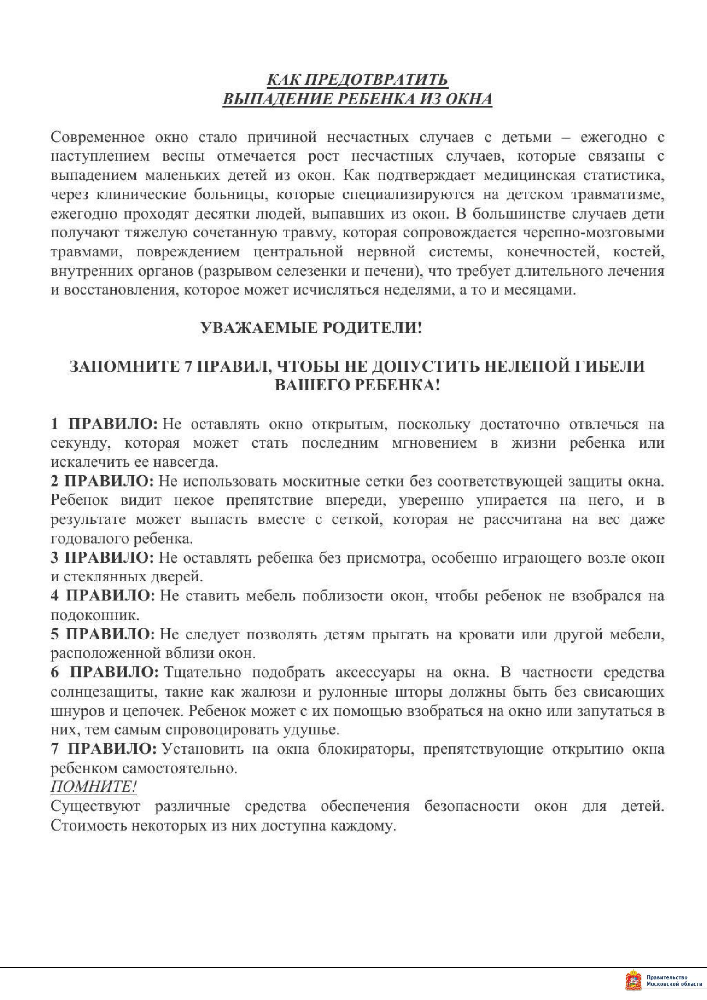 КАК ПРЕДОТВРАТИТЬ
ВЫПАДЕНИЕ РЕБЕНКА ИЗ ОКНА
Современное окно стало причиной несчастных случаев с детьми – ежегодно с
наступлением весны отмечается рост несчастных случаев, которые связаны с
выпадением маленьких детей из окон. Как подтверждает медицинская статистика,
через клинические больницы, которые специализируются на детском травматизме,
ежегодно проходят десятки людей, выпавших из окон. В большинстве случаев дети
получают тяжелую сочетанную травму, которая сопровождается черепно-мозговыми
травмами, повреждением центральной нервной системы, конечностей, костей,
внутренних органов (разрывом селезенки и печени), что требует длительного лечения
и восстановления, которое может исчисляться неделями, а то и месяцами.
УВАЖАЕМЫЕ РОДИТЕЛИ!
ЗАПОМНИТЕ 7 ПРАВИЛ, ЧТОБЫ НЕ ДОПУСТИТЬ НЕЛЕПОЙ ГИБЕЛИ
ВАШЕГО РЕБЕНКА!
1 ПРАВИЛО: Не оставлять окно открытым, поскольку достаточно отвлечься на
секунду, которая может стать последним мгновением в жизни ребенка или
искалечить ее навсегда.
2 ПРАВИЛО: Не использовать москитные сетки без соответствующей защиты окна.
Ребенок видит некое препятствие впереди, уверенно упирается на него, и в
результате может выпасть вместе с сеткой, которая не рассчитана на вес даже
годовалого ребенка.
3 ПРАВИЛО: Не оставлять ребенка без присмотра, особенно играющего возле окон
и стеклянных дверей.
4 ПРАВИЛО: Не ставить мебель поблизости окон, чтобы ребенок не взобрался на
подоконник.
5 ПРАВИЛО: Не следует позволять детям прыгать на кровати или другой мебели,
расположенной вблизи окон.
6 ПРАВИЛО: Тщательно подобрать аксессуары на окна. В частности средства
солнцезащиты, такие как жалюзи и рулонные шторы должны быть без свисающих
шнуров и цепочек. Ребенок может с их помощью взобраться на окно или запутаться в
них, тем самым спровоцировать удушье.
7 ПРАВИЛО: Установить на окна блокираторы, препятствующие открытию окна
ребенком самостоятельно.
ПОМНИТЕ!
Существуют различные средства обеспечения безопасности окон для детей.
Стоимость некоторых из них доступна каждому.
Правительство
Московской области